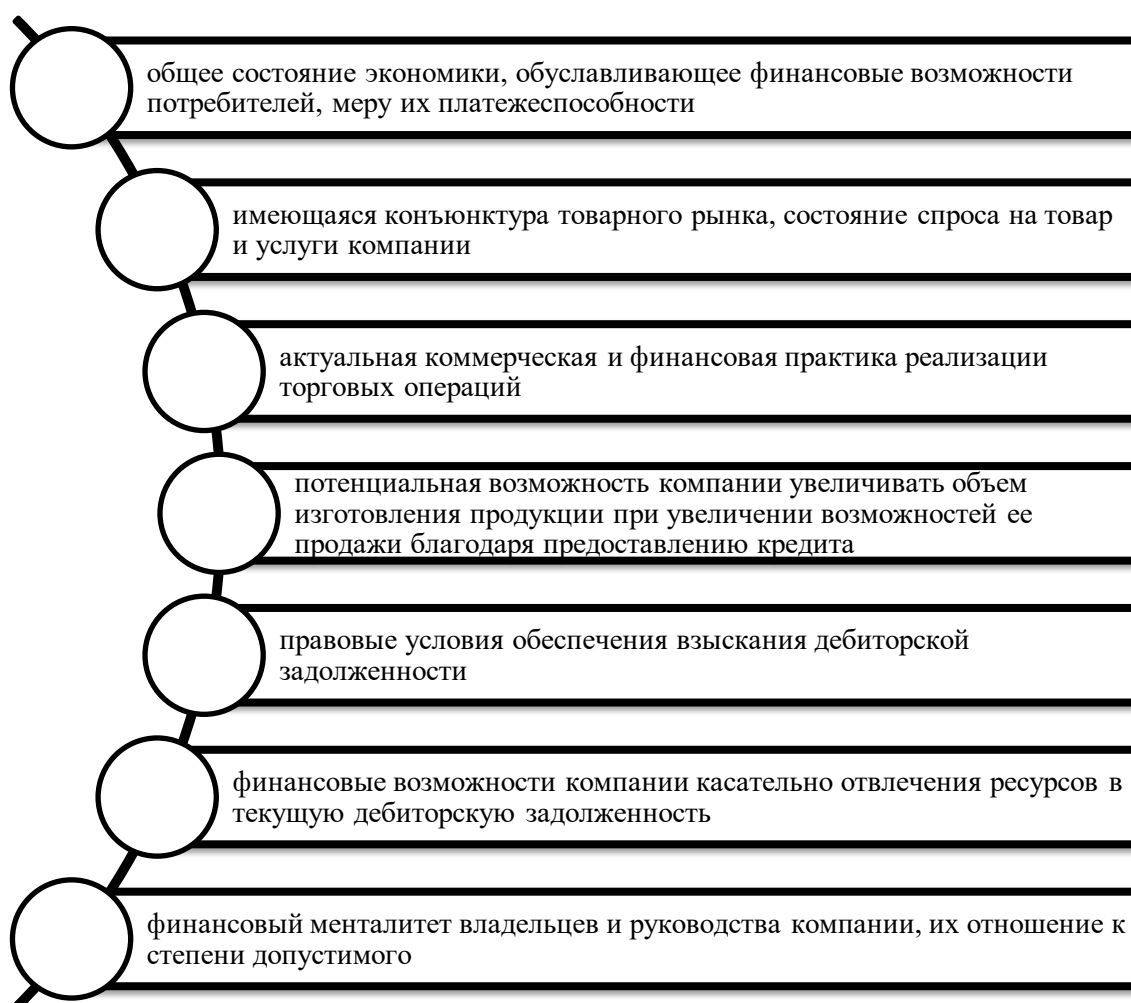 общее состояние экономики, обуславливающее финансовые возможности
потребителей, меру их платежеспособности
имеющаяся конъюнктура товарного рынка, состояние спроса на товар
и услуги компании
актуальная коммерческая и финансовая практика реализации
торговых операций
потенциальная возможность компании увеличивать объем
изготовления продукции при увеличении возможностей ее
продажи благодаря предоставлению кредита
правовые условия обеспечения взыскания дебиторской
задолженности
финансовые возможности компании касательно отвлечения ресурсов в
текущую дебиторскую задолженность
финансовый менталитет владельцев и руководства компании, их отношение к
степени допустимого